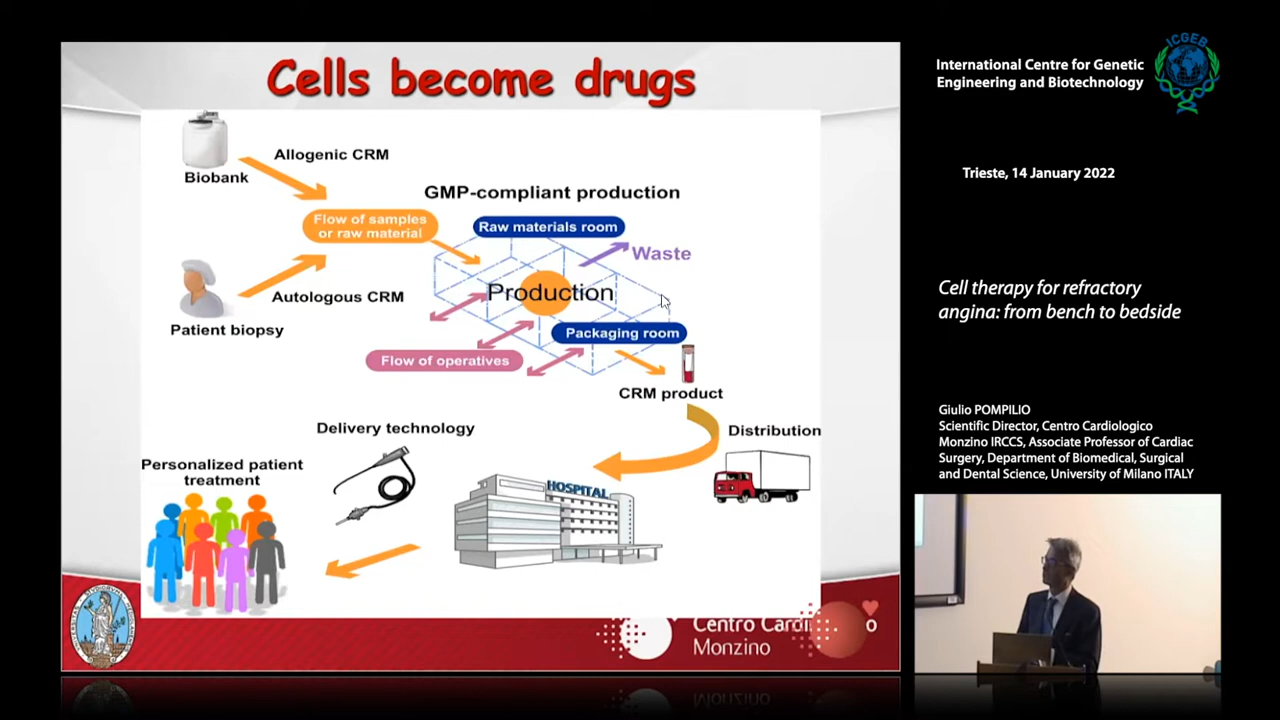 Cells become drugs
Biobank
Allogenic CRM
GMP-compliant production
Flow of samples
or raw material
Raw materials room
Waste
Production
Autologous CRM
Patient biopsy
Packaging room
Flow of operatives
CRM product
Delivery technology
Distribution
Personalized patient
treatment
HOSPITAL
Centro Cardi o
Monzino
International Centre for Genetic
Engineering and Biotechnology
ICGEB
Trieste, 14 January 2022
Cell therapy for refractory
angina: from bench to bedside
Giulio POMPILIO
Scientific Director, Centro Cardiologico
Monzino IRCCS, Associate Professor of Cardiac
Surgery, Department of Biomedical, Surgical
and Dental Science, University of Milano ITALY